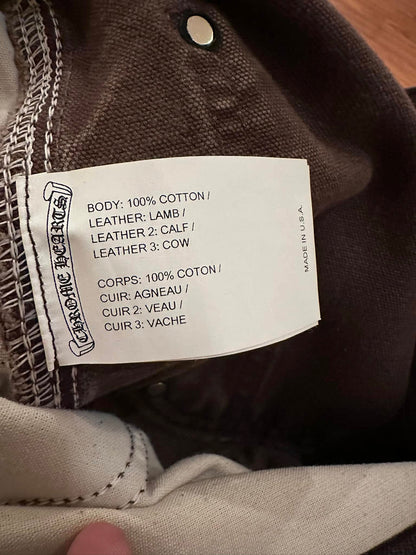 CHROME HEARTS
BODY: 100% COTTON /
LEATHER: LAMB /
LEATHER 2: CALF /
LEATHER 3: COW
CORPS: 100% COTON /
CUIR: AGNEAU /
CUIR 2: VEAU /
CUIR 3: VACHE
MADE IN U.S.A.